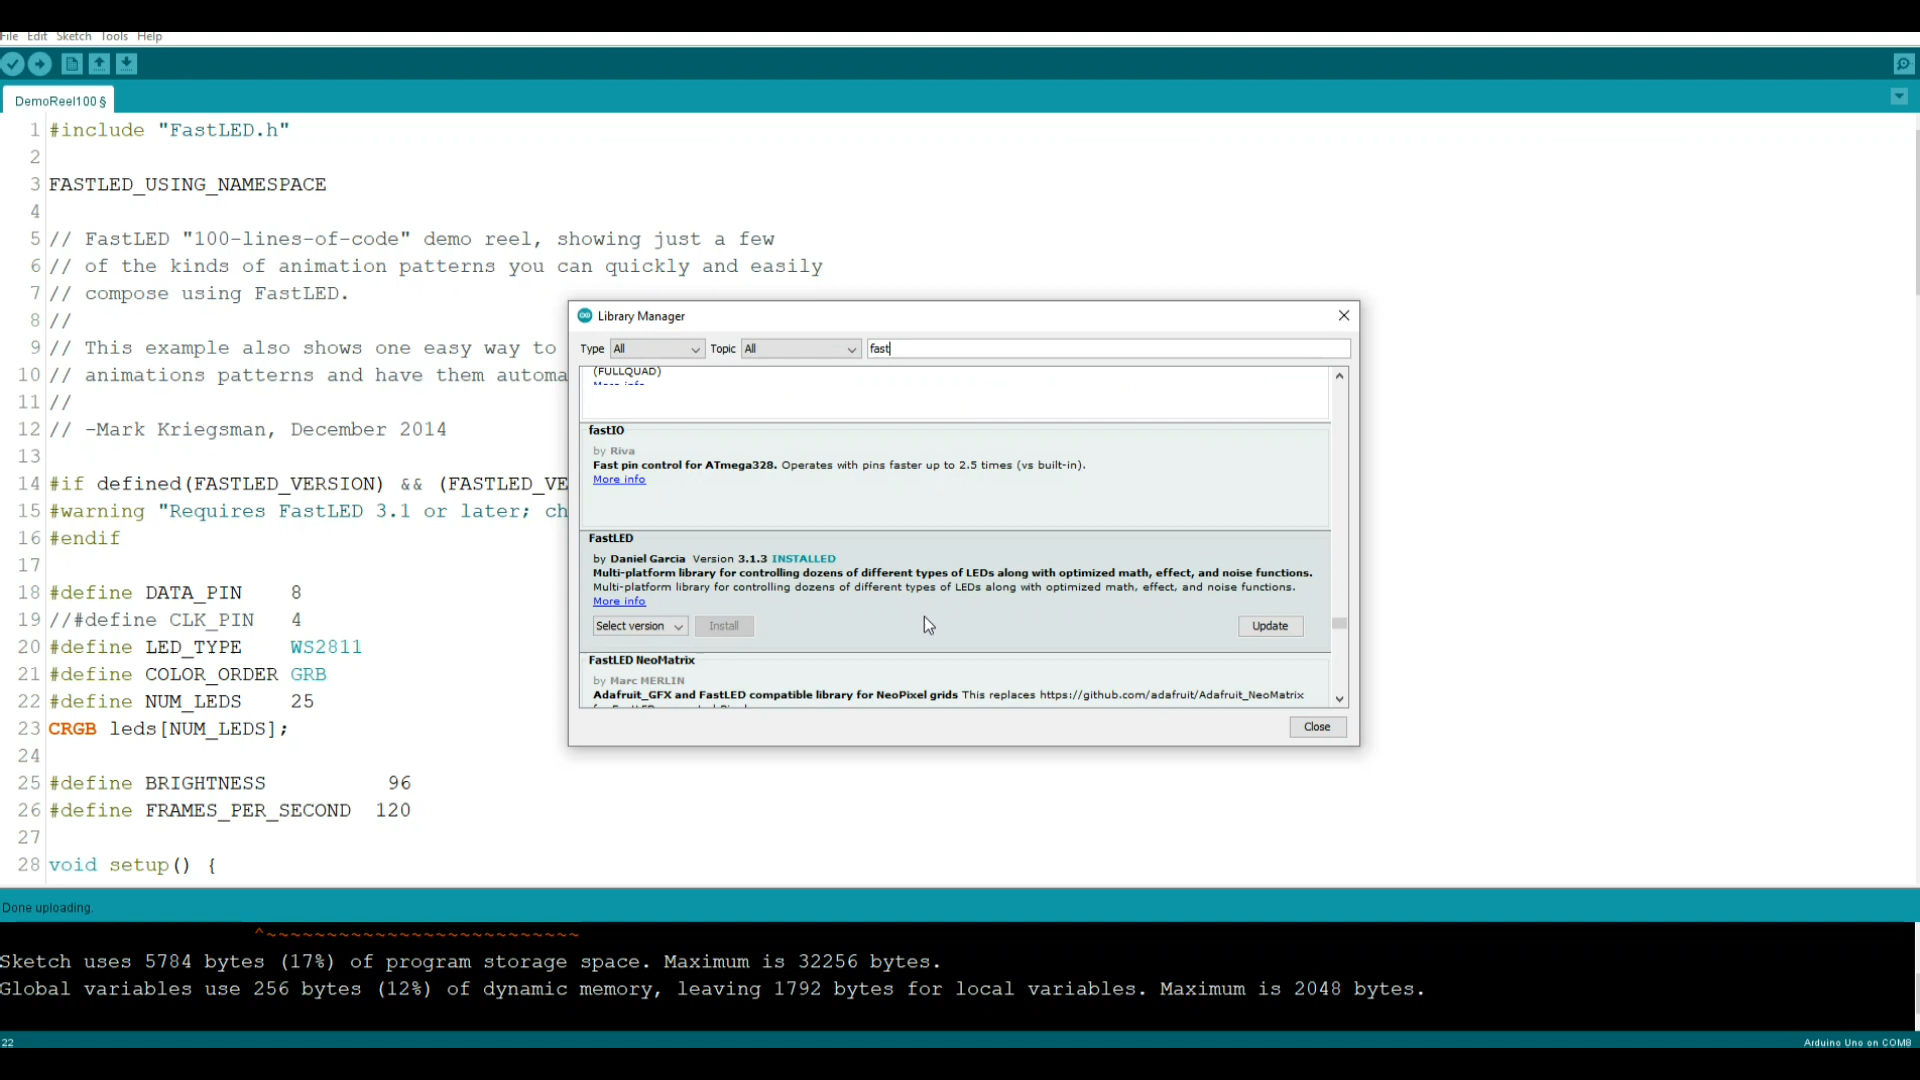 File Edit Sketch Tools Help
DemoReel100 §
1 #include "FastLED.h"
2
3 FASTLED_USING_NAMESPACE
4
5 // FastLED "100-lines-of-code" demo reel, showing just a few
6 // of the kinds of animation patterns you can quickly and easily
7 // compose using FastLED.
8 //
9 // This example also shows one easy way to
10 // animations patterns and have them automa
11 //
12 // -Mark Kriegsman, December 2014
13
14 #if defined(FASTLED_VERSION) && (FASTLED_VE
15 #warning "Requires FastLED 3.1 or later; ch
16 #endif
17
18 #define DATA_PIN 8
19 //#define CLK_PIN 4
20 #define LED_TYPE WS2811
21 #define COLOR_ORDER GRB
22 #define NUM_LEDS 25
23 CRGB leds[NUM_LEDS];
24
25 #define BRIGHTNESS 96
26 #define FRAMES_PER_SECOND 120
27
28 void setup() {
Library Manager
Type All Topic All fast
(FULLQUAD)
More info
fastIO
by Riva
Fast pin control for ATmega328. Operates with pins faster up to 2.5 times (vs built-in).
More info
FastLED
by Daniel Garcia Version 3.1.3 INSTALLED
Multi-platform library for controlling dozens of different types of LEDs along with optimized math, effect, and noise functions.
Multi-platform library for controlling dozens of different types of LEDs along with optimized math, effect, and noise functions.
More info
Select version Install Update
FastLED NeoMatrix
by Marc MERLIN
Adafruit_GFX and FastLED compatible library for NeoPixel grids This replaces https://github.com/adafruit/Adafruit_NeoMatrix
Close
Done uploading.
^~~~~~~~~~~~~~~~~~~~~~~~~~~
Sketch uses 5784 bytes (17%) of program storage space. Maximum is 32256 bytes.
Global variables use 256 bytes (12%) of dynamic memory, leaving 1792 bytes for local variables. Maximum is 2048 bytes.
22
Arduino Uno on COM8